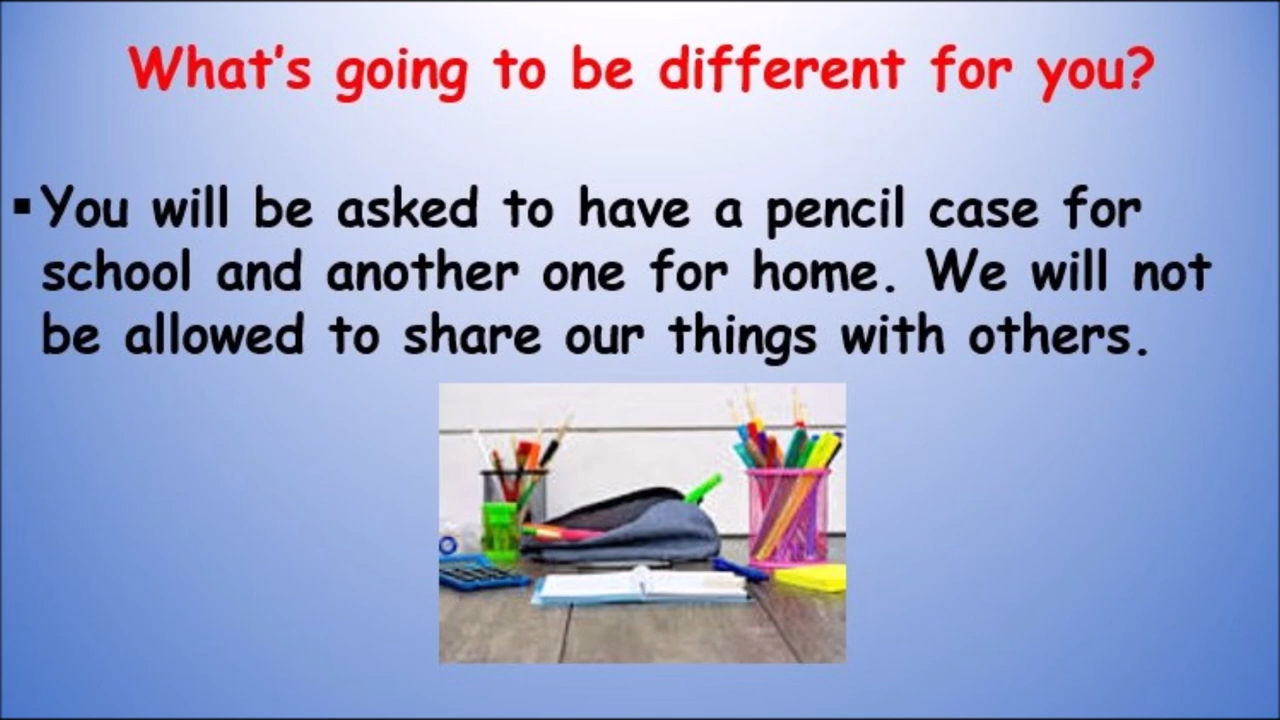 What's going to be different for you?
▪You will be asked to have a pencil case for
school and another one for home. We will not
be allowed to share our things with others.